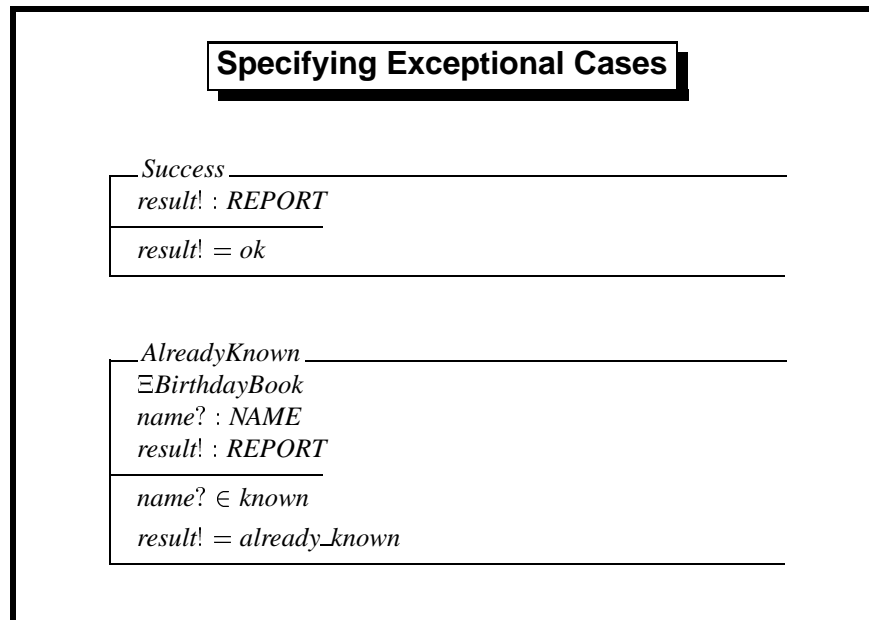 Specifying Exceptional Cases
Success
result! : REPORT
result! = ok
AlreadyKnown
ΞBirthdayBook
name? : NAME
result! : REPORT
name? ∈ known
result! = already_known